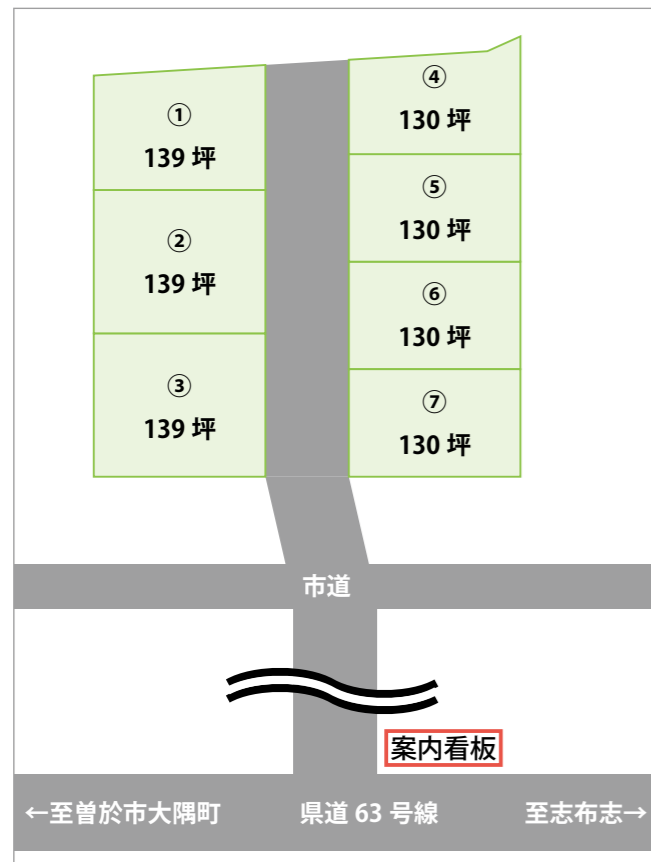 ①
139 坪
②
139 坪
③
139 坪
④
130 坪
⑤
130 坪
⑥
130 坪
⑦
130 坪
市道
案内看板
←至曽於市大隅町 県道 63 号線 至志布志→